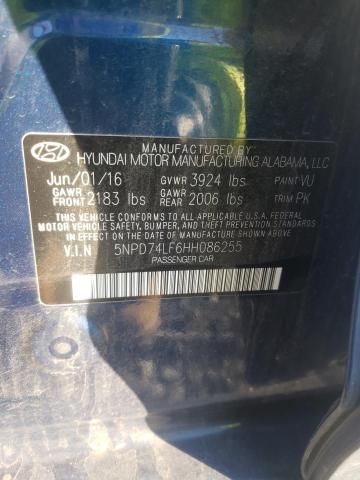 MANUFACTURED BY
HYUNDAI MOTOR MANUFACTURING ALABAMA, LLC
Jun/01/16 GVWR 3924 lbs PAINT VU
GAWR FRONT 2183 lbs GAWR REAR 2006 lbs TRIM PK
THIS VEHICLE CONFORMS TO ALL APPLICABLE U.S.A. FEDERAL
MOTOR VEHICLE SAFETY, BUMPER, AND THEFT PREVENTION
STANDARDS IN EFFECT ON THE DATE OF MANUFACTURE SHOWN ABOVE.
V.I.N 5NPD74LF6HH086255
PASSENGER CAR